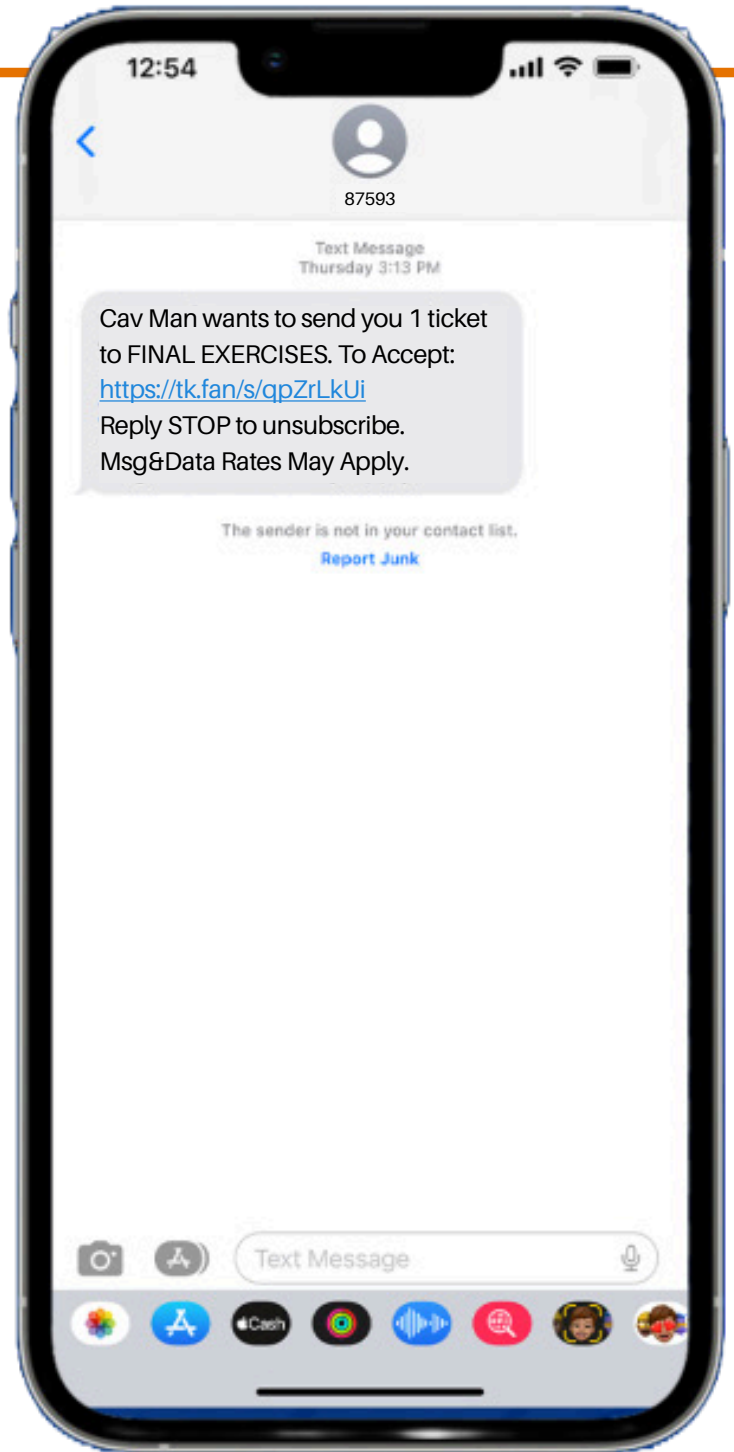 12:54
87593
Text Message
Thursday 3:13 PM
Cav Man wants to send you 1 ticket
to FINAL EXERCISES. To Accept:
https://tk.fan/s/qpZrLkUi
Reply STOP to unsubscribe.
Msg&Data Rates May Apply.
The sender is not in your contact list.
Report Junk
Text Message
Cash